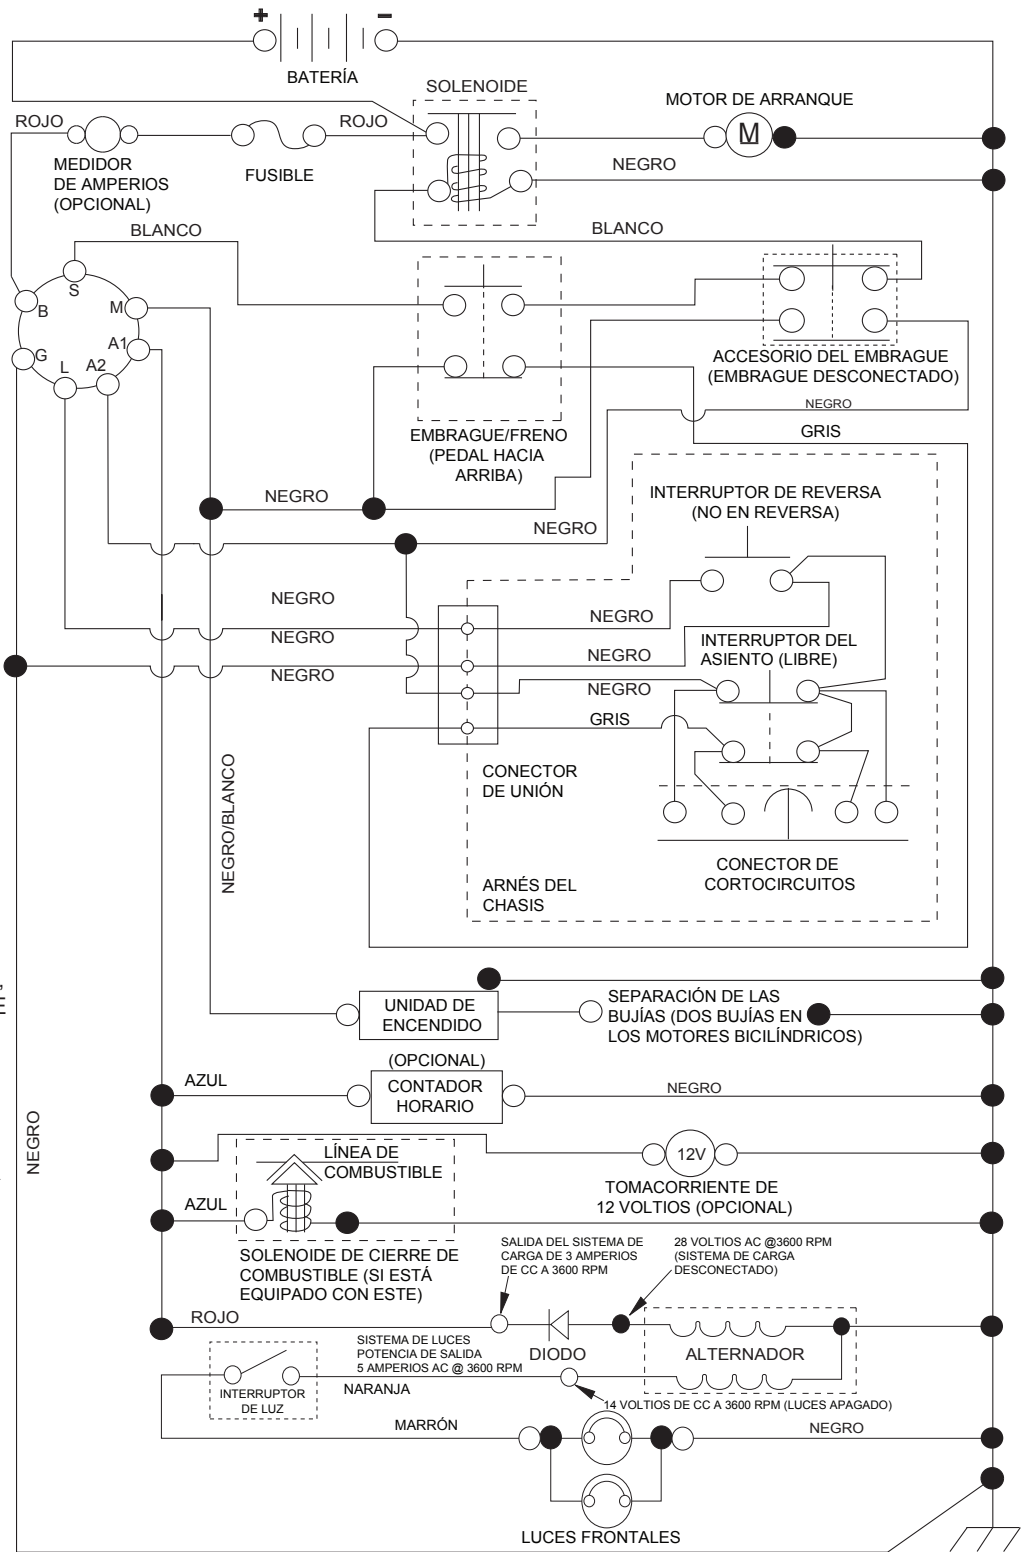 + −
BATERÍA
SOLENOIDE
MOTOR DE ARRANQUE
ROJO
ROJO
M
NEGRO
MEDIDOR
DE AMPERIOS
(OPCIONAL)
FUSIBLE
BLANCO
BLANCO
S
B
M
G
A1
L
A2
ACCESORIO DEL EMBRAGUE
(EMBRAGUE DESCONECTADO)
NEGRO
EMBRAGUE/FRENO
(PEDAL HACIA
ARRIBA)
GRIS
NEGRO
INTERRUPTOR DE REVERSA
(NO EN REVERSA)
NEGRO
NEGRO
NEGRO
NEGRO
NEGRO
INTERRUPTOR DEL
ASIENTO (LIBRE)
NEGRO
NEGRO
NEGRO
GRIS
CONECTOR
DE UNIÓN
NEGRO/BLANCO
CONECTOR DE
CORTOCIRCUITOS
ARNÉS DEL
CHASIS
UNIDAD DE
ENCENDIDO
SEPARACIÓN DE LAS
BUJÍAS (DOS BUJÍAS EN
LOS MOTORES BICILÍNDRICOS)
(OPCIONAL)
AZUL
CONTADOR
HORARIO
NEGRO
NEGRO
LÍNEA DE
COMBUSTIBLE
12V
TOMACORRIENTE DE
12 VOLTIOS (OPCIONAL)
AZUL
SOLENOIDE DE CIERRE DE
COMBUSTIBLE (SI ESTÁ
EQUIPADO CON ESTE)
SALIDA DEL SISTEMA DE
CARGA DE 3 AMPERIOS
DE CC A 3600 RPM
28 VOLTIOS AC @3600 RPM
(SISTEMA DE CARGA
DESCONECTADO)
ROJO
DIODO
ALTERNADOR
SISTEMA DE LUCES
POTENCIA DE SALIDA
5 AMPERIOS AC @ 3600 RPM
INTERRUPTOR
DE LUZ
NARANJA
14 VOLTIOS DE CC A 3600 RPM (LUCES APAGADO)
MARRÓN
NEGRO
LUCES FRONTALES